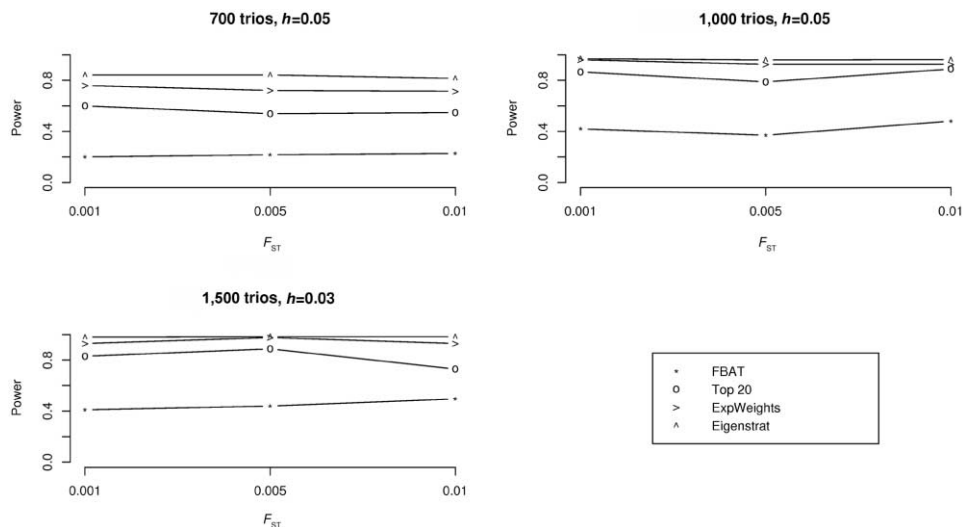 700 trios, h=0.05
Power
0.0 0.4 0.8
0.001 0.005 0.01
FST
1,000 trios, h=0.05
Power
0.0 0.4 0.8
0.001 0.005 0.01
FST
1,500 trios, h=0.03
Power
0.0 0.4 0.8
0.001 0.005 0.01
FST
* FBAT
o Top 20
> ExpWeights
^ Eigenstrat